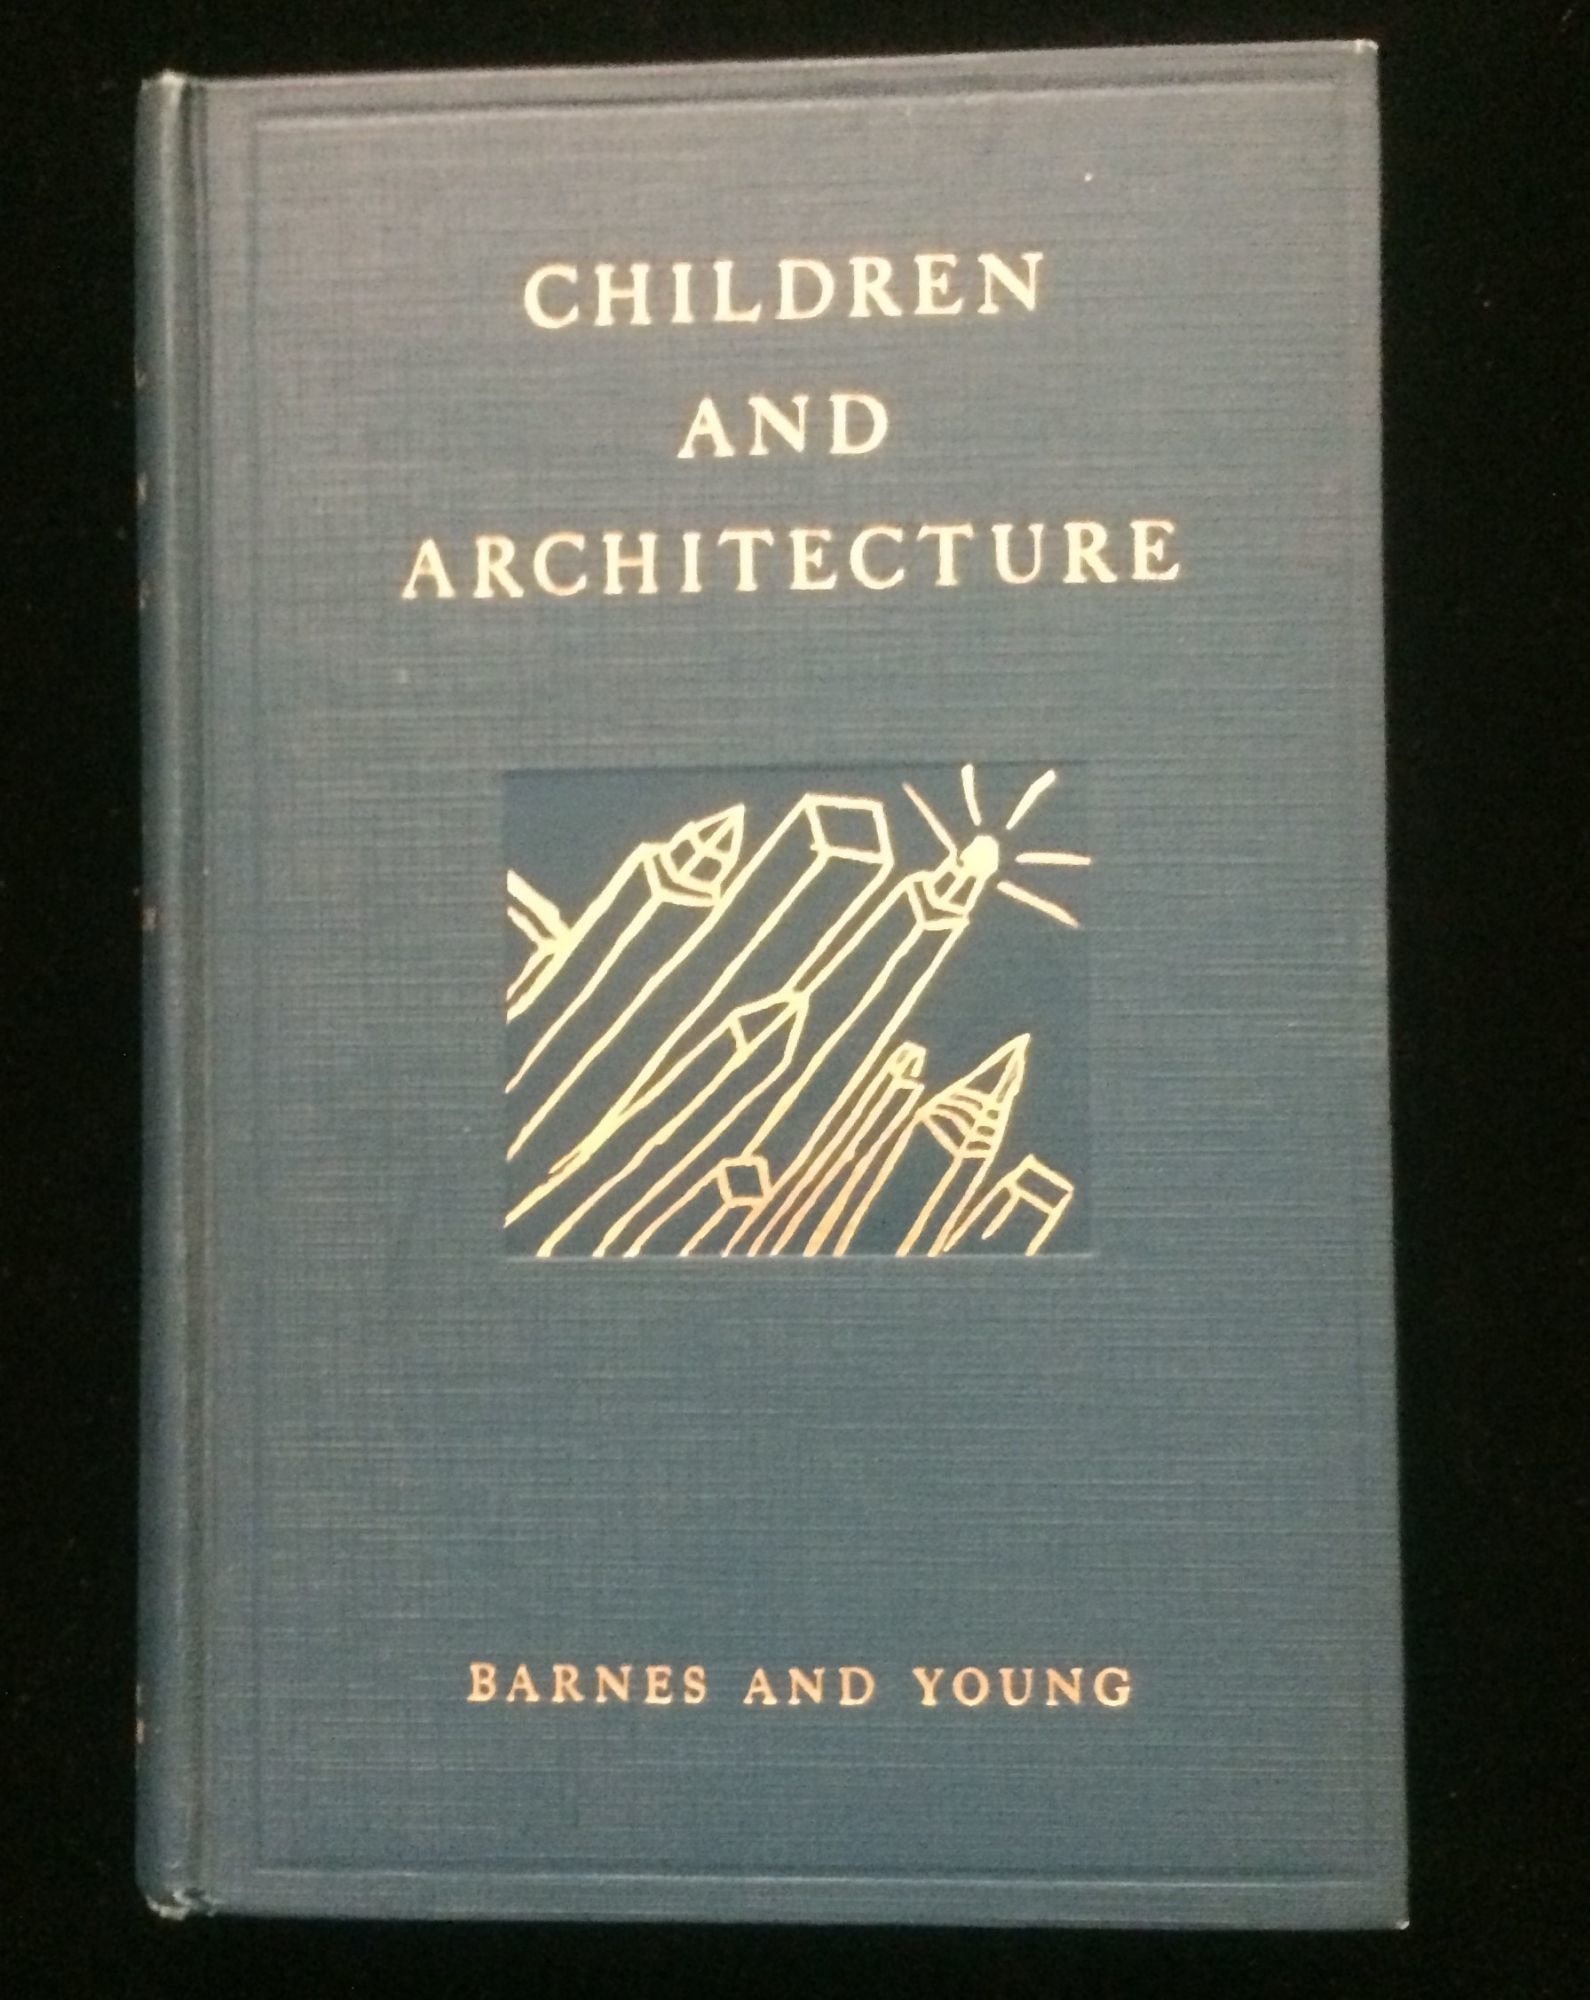 CHILDREN
AND
ARCHITECTURE
BARNES AND YOUNG